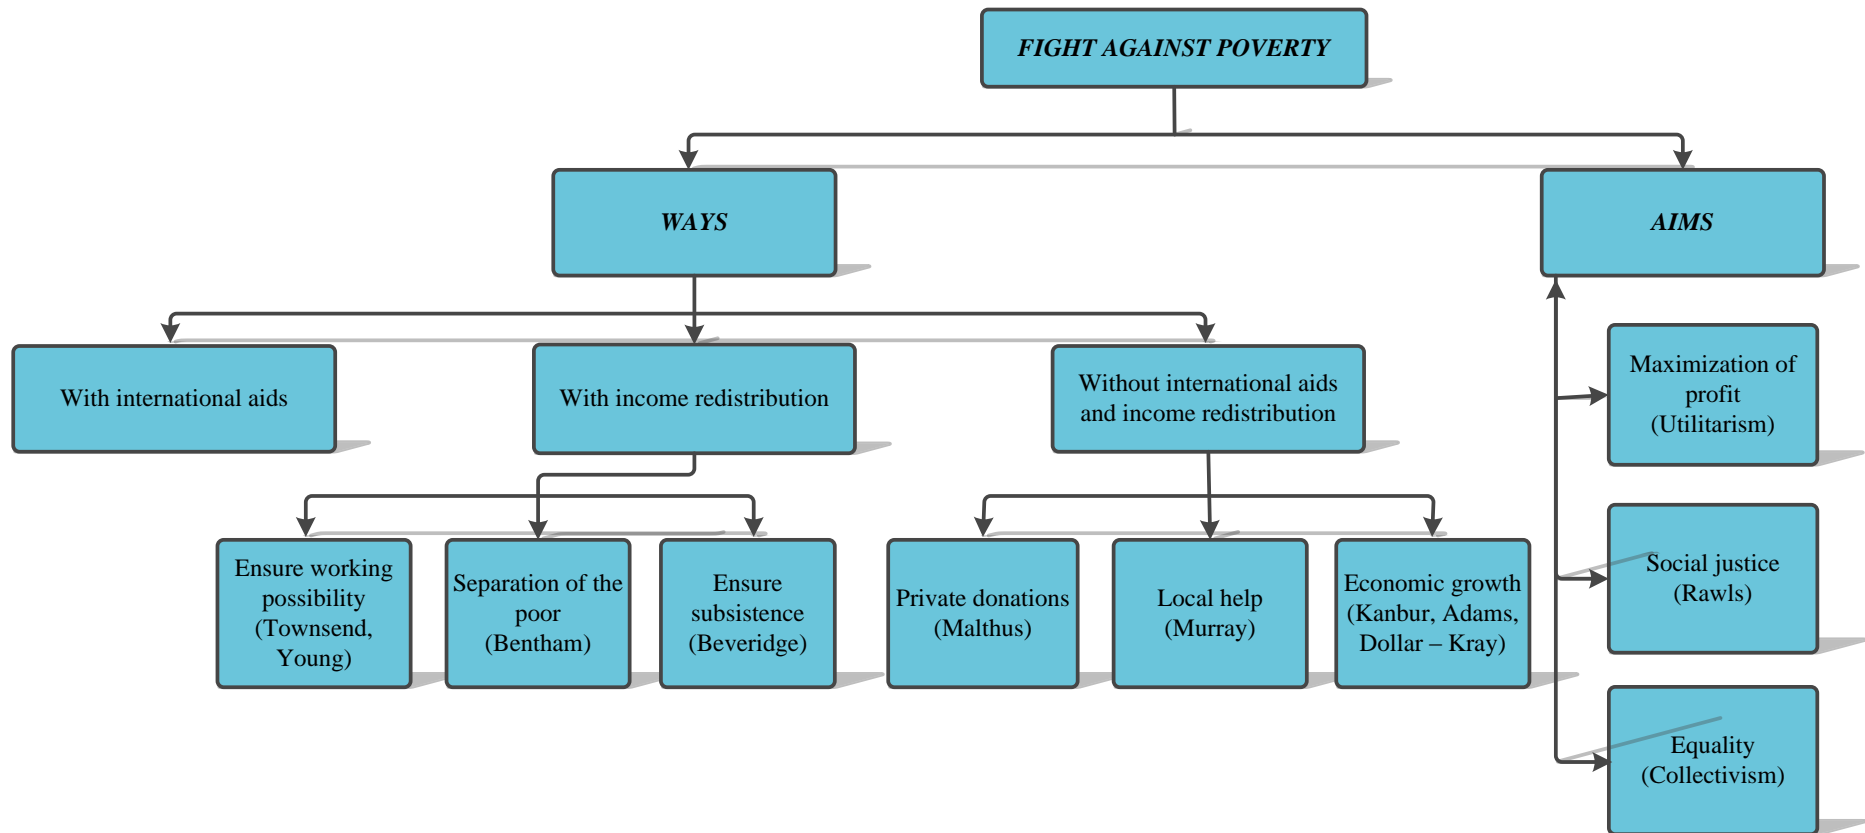 FIGHT AGAINST POVERTY
WAYS
AIMS
With international aids
With income redistribution
Without international aids
and income redistribution
Maximization of
profit
(Utilitarism)
Ensure working
possibility
(Townsend,
Young)
Separation of the
poor
(Bentham)
Ensure
subsistence
(Beveridge)
Private donations
(Malthus)
Local help
(Murray)
Economic growth
(Kanbur, Adams,
Dollar – Kray)
Social justice
(Rawls)
Equality
(Collectivism)